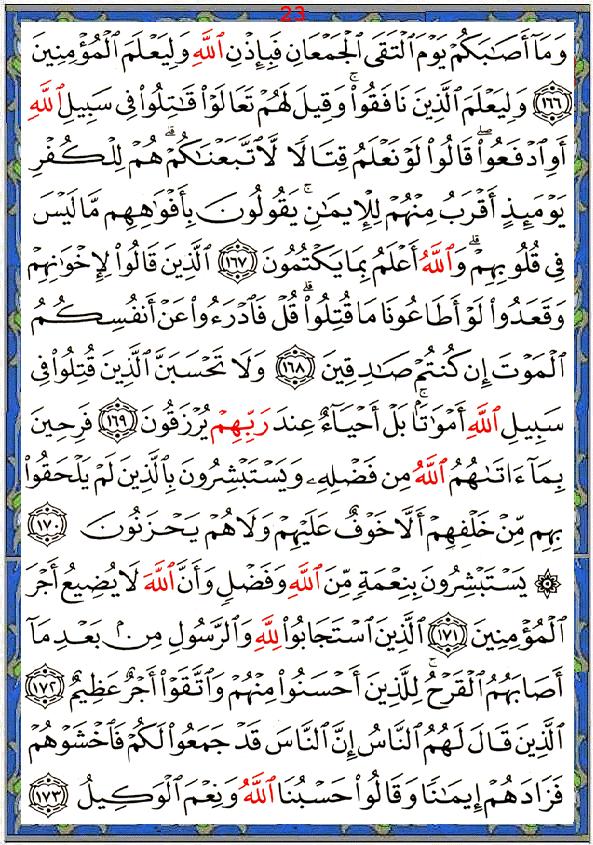 23
وَمَآ أَصَـٰبَكُمْ يَوْمَ ٱلْتَقَى ٱلْجَمْعَانِ فَبِإِذْنِ ٱللَّهِ وَلِيَعْلَمَ ٱلْمُؤْمِنِينَ
﴿١٦٦﴾ وَلِيَعْلَمَ ٱلَّذِينَ نَافَقُوا۟ ۚ وَقِيلَ لَهُمْ تَعَالَوْا۟ قَـٰتِلُوا۟ فِى سَبِيلِ ٱللَّهِ
أَوِ ٱدْفَعُوا۟ ۖ قَالُوا۟ لَوْ نَعْلَمُ قِتَالًا لَّٱتَّبَعْنَـٰكُمْ ۗ هُمْ لِلْكُفْرِ
يَوْمَئِذٍ أَقْرَبُ مِنْهُمْ لِلْإِيمَـٰنِ ۚ يَقُولُونَ بِأَفْوَٰهِهِم مَّا لَيْسَ
فِى قُلُوبِهِمْ ۗ وَٱللَّهُ أَعْلَمُ بِمَا يَكْتُمُونَ ﴿١٦٧﴾ ٱلَّذِينَ قَالُوا۟ لِإِخْوَٰنِهِمْ
وَقَعَدُوا۟ لَوْ أَطَاعُونَا مَا قُتِلُوا۟ ۗ قُلْ فَٱدْرَءُوا۟ عَنْ أَنفُسِكُمُ
ٱلْمَوْتَ إِن كُنتُمْ صَـٰدِقِينَ ﴿١٦٨﴾ وَلَا تَحْسَبَنَّ ٱلَّذِينَ قُتِلُوا۟ فِى
سَبِيلِ ٱللَّهِ أَمْوَٰتًۢا ۚ بَلْ أَحْيَآءٌ عِندَ رَبِّهِمْ يُرْزَقُونَ ﴿١٦٩﴾ فَرِحِينَ
بِمَآ ءَاتَىٰهُمُ ٱللَّهُ مِن فَضْلِهِۦ وَيَسْتَبْشِرُونَ بِٱلَّذِينَ لَمْ يَلْحَقُوا۟
بِهِم مِّنْ خَلْفِهِمْ أَلَّا خَوْفٌ عَلَيْهِمْ وَلَا هُمْ يَحْزَنُونَ ﴿١٧٠﴾
۞ يَسْتَبْشِرُونَ بِنِعْمَةٍ مِّنَ ٱللَّهِ وَفَضْلٍ وَأَنَّ ٱللَّهَ لَا يُضِيعُ أَجْرَ
ٱلْمُؤْمِنِينَ ﴿١٧١﴾ ٱلَّذِينَ ٱسْتَجَابُوا۟ لِلَّهِ وَٱلرَّسُولِ مِنۢ بَعْدِ مَآ
أَصَابَهُمُ ٱلْقَرْحُ ۚ لِلَّذِينَ أَحْسَنُوا۟ مِنْهُمْ وَٱتَّقَوْا۟ أَجْرٌ عَظِيمٌ ﴿١٧٢﴾
ٱلَّذِينَ قَالَ لَهُمُ ٱلنَّاسُ إِنَّ ٱلنَّاسَ قَدْ جَمَعُوا۟ لَكُمْ فَٱخْشَوْهُمْ
فَزَادَهُمْ إِيمَـٰنًا وَقَالُوا۟ حَسْبُنَا ٱللَّهُ وَنِعْمَ ٱلْوَكِيلُ ﴿١٧٣﴾